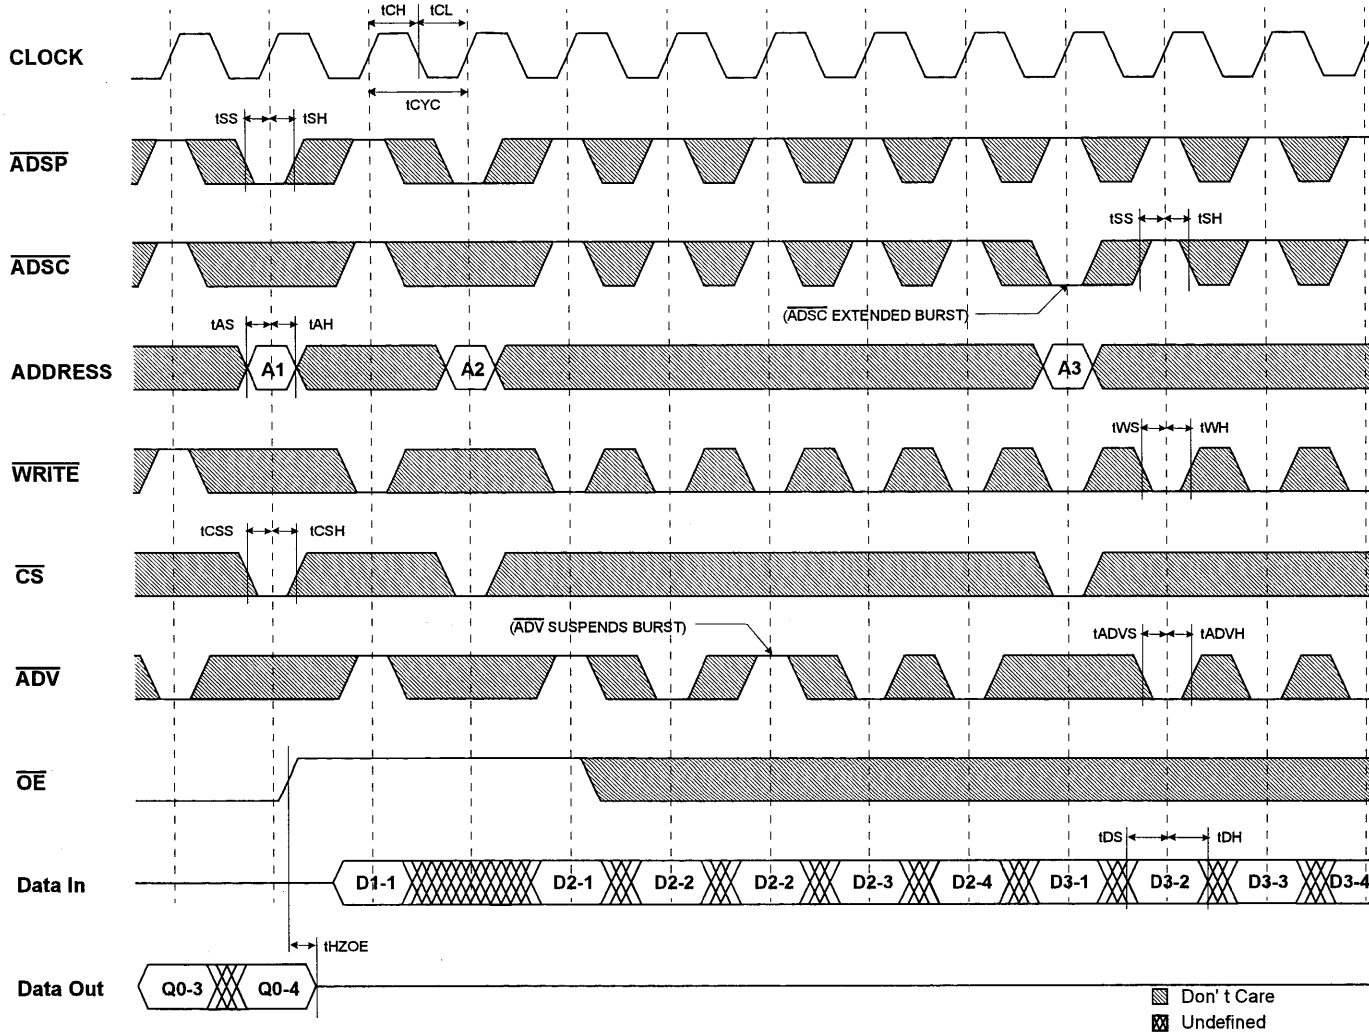 tCH tCL
CLOCK
tCYC
tSS tSH
ADSP
tSS tSH
ADSC
(ADSC EXTENDED BURST)
tAS tAH
ADDRESS A1 A2 A3
tWS tWH
WRITE
tCSS tCSH
CS
(ADV SUSPENDS BURST)
tADVS tADVH
ADV
OE
tDS tDH
Data In D1-1 D2-1 D2-2 D2-2 D2-3 D2-4 D3-1 D3-2 D3-3 D3-4
tHZOE
Data Out Q0-3 Q0-4
Don' t Care
Undefined